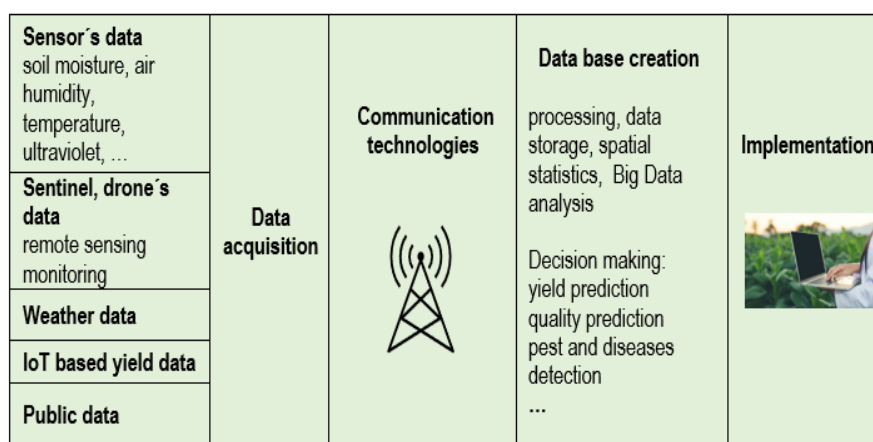 Sensor´s data
soil moisture, air
humidity,
temperature,
ultraviolet, ...
Sentinel, drone´s
data
remote sensing
monitoring
Weather data
IoT based yield data
Public data
Data
acquisition
Communication
technologies
Data base creation
processing, data
storage, spatial
statistics, Big Data
analysis
Decision making:
yield prediction
quality prediction
pest and diseases
detection
...
Implementation